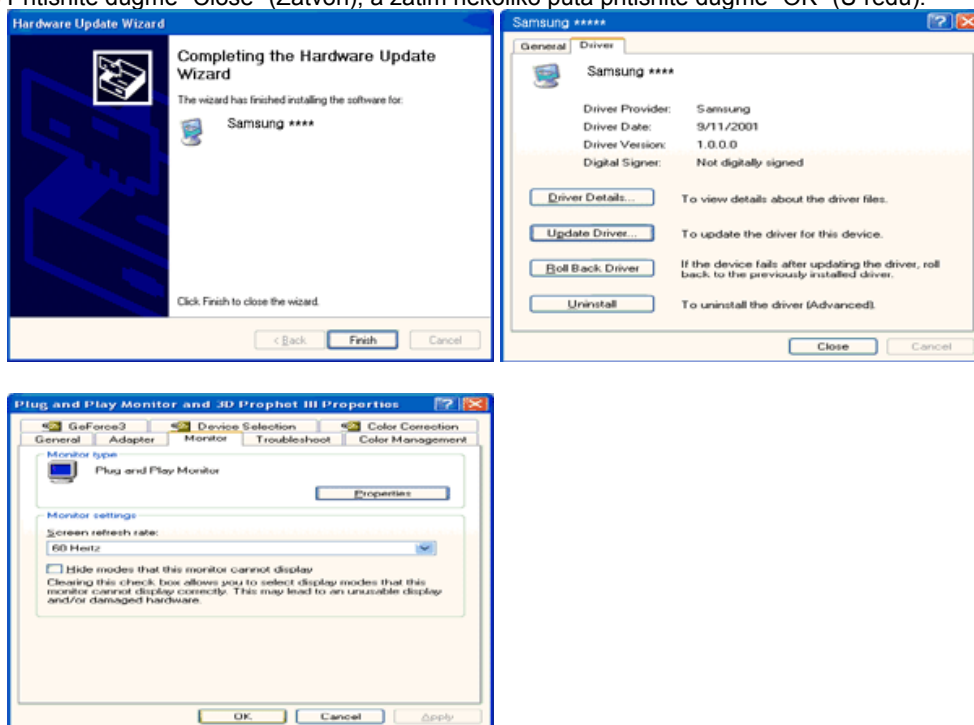 Pritisnite dugme "Close" (Zatvori), a zatim nekoliko puta pritisnite dugme "OK" (U redu).
Hardware Update Wizard
Completing the Hardware Update
Wizard
The wizard has finished installing the software for:
Samsung ****
Click Finish to close the wizard.
< Back
Finish
Cancel
Samsung *****
General
Driver
Samsung ****
Driver Provider:
Samsung
Driver Date:
9/11/2001
Driver Version:
1.0.0.0
Digital Signer:
Not digitally signed
Driver Details...
To view details about the driver files.
Update Driver...
To update the driver for this device.
Roll Back Driver
If the device fails after updating the driver, roll
back to the previously installed driver.
Uninstall
To uninstall the driver (Advanced).
Close
Cancel
Plug and Play Monitor and 3D Prophet III Properties
GeForce3
Device Selection
Color Correction
General
Adapter
Monitor
Troubleshoot
Color Management
Monitor type
Plug and Play Monitor
Properties
Monitor settings
Screen refresh rate:
60 Hertz
Hide modes that this monitor cannot display
Clearing this check box allows you to select display modes that this
monitor cannot display correctly. This may lead to an unusable display
and/or damaged hardware.
OK
Cancel
Apply